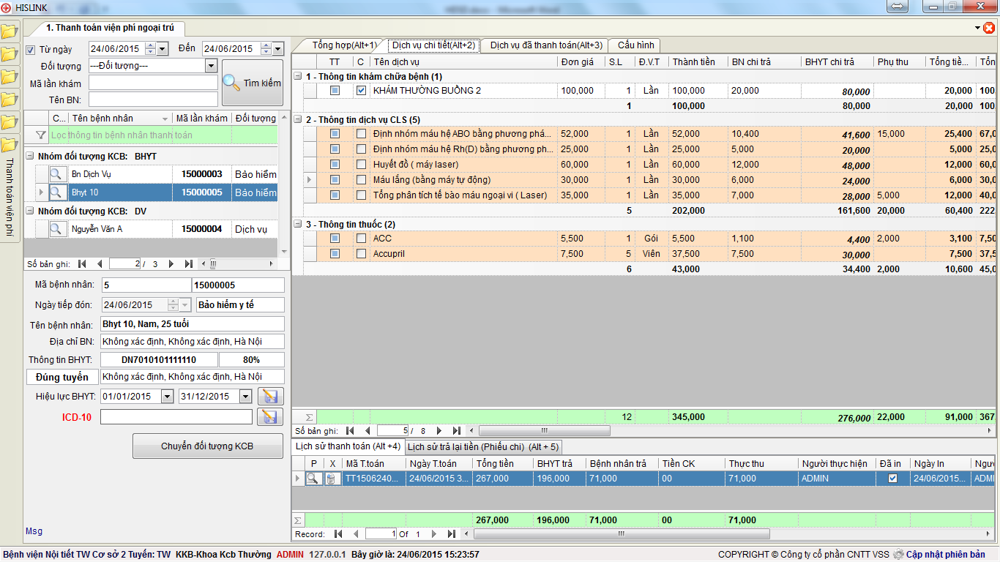 HISLINK
1. Thanh toán viện phí ngoại trú
Từ ngày 24/06/2015 Đến 24/06/2015
Đối tượng ---Đối tượng---
Mã lần khám
Tìm kiếm
Tên BN:
C... Tên bệnh nhân Mã lần khám Đối tượng
Lọc thông tin bệnh nhân thanh toán
Nhóm đối tượng KCB: BHYT
Bn Dịch Vụ 15000003 Bảo hiểm
Bhyt 10 15000005 Bảo hiểm
Nhóm đối tượng KCB: DV
Nguyễn Văn A 15000004 Dịch vụ
Số bản ghi: 2 / 3
Thanh toán viện phí
Mã bệnh nhân: 5 15000005
Ngày tiếp đón: 24/06/2015 Bảo hiểm y tế
Tên bệnh nhân: Bhyt 10, Nam, 25 tuổi
Địa chỉ BN: Không xác định, Không xác định, Hà Nội
Thông tin BHYT: DN7010101111110 80%
Đúng tuyến Không xác định, Không xác định, Hà Nội
Hiệu lực BHYT: 01/01/2015 31/12/2015
ICD-10
Chuyển đối tượng KCB
Msg
Tổng hợp(Alt+1) Dịch vụ chi tiết(Alt+2) Dịch vụ đã thanh toán(Alt+3) Cấu hình
TT C Tên dịch vụ Đơn giá S.L Đ.V.T Thành tiền BN chi trả BHYT chi trả Phụ thu Tổng tiề... Tổn
1 - Thông tin khám chữa bệnh (1)
KHÁM THƯỜNG BUỒNG 2 100,000 1 Lần 100,000 20,000 80,000 20,000 100.
1 100,000 80,000 20,000 100.
2 - Thông tin dịch vụ CLS (5)
Định nhóm máu hệ ABO bằng phương phá... 52,000 1 Lần 52,000 10,400 41,600 15,000 25,400 67,0
Định nhóm máu hệ Rh(D) bằng phương ph... 25,000 1 Lần 25,000 5,000 20,000 5,000 25,0
Huyết đồ ( máy laser) 60,000 1 Lần 60,000 12,000 48,000 12,000 60,0
Máu lắng (bằng máy tự động) 30,000 1 Lần 30,000 6,000 24,000 6,000 30,0
Tổng phân tích tế bào máu ngoại vi ( Laser) 35,000 1 Lần 35,000 7,000 28,000 5,000 12,000 40,0
5 202,000 161,600 20,000 60,400 222.
3 - Thông tin thuốc (2)
ACC 5,500 1 Gói 5,500 1,100 4,400 2,000 3,100 7,50
Accupril 7,500 5 Viên 37,500 7,500 30,000 7,500 37,5
6 43,000 34,400 2,000 10,600 45,0
Σ 12 345,000 276,000 22,000 91,000 367
Số bản ghi: 5 / 8
Lịch sử thanh toán (Alt +4) Lịch sử trả lại tiền (Phiếu chi) (Alt + 5)
P X Mã T.toán Ngày T.toán Tổng tiền BHYT trả Bệnh nhân trả Tiền CK Thực thu Người thực hiện Đã in Ngày In Ngườ
TT1506240... 24/06/2015 3... 267,000 196,000 71,000 00 71,000 ADMIN 24/06/2015... ADMI
Σ 267,000 196,000 71,000 00 71,000
Record: 1 Of 1
Bệnh viện Nội tiết TW Cơ sở 2 Tuyến: TW KKB-Khoa Kcb Thường ADMIN 127.0.0.1 Bây giờ là: 24/06/2015 15:23:57 COPYRIGHT © Công ty cổ phần CNTT VSS Cập nhật phiên bản